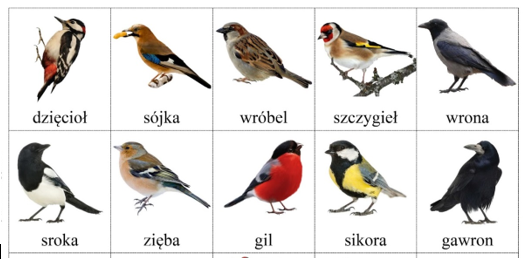 dzięcioł sójka wróbel szczygieł wrona
sroka zięba gil sikora gawron